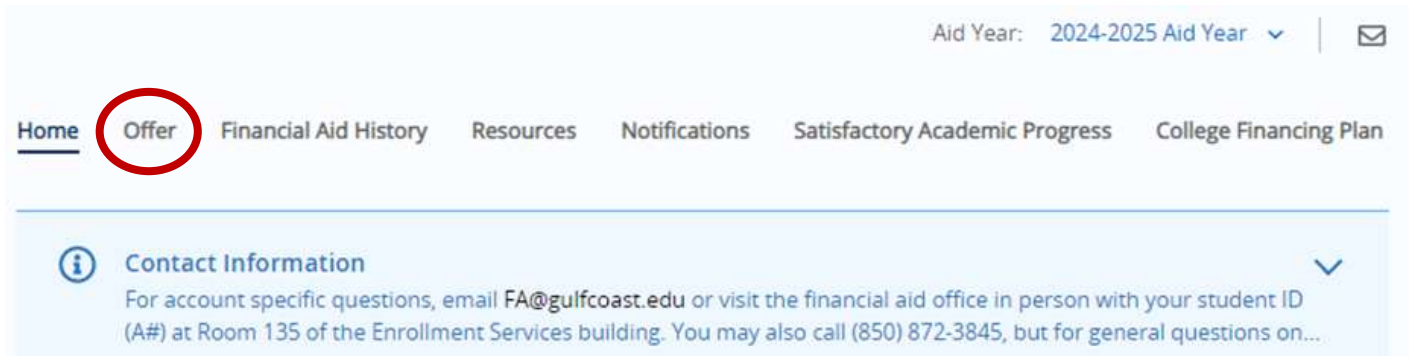 Aid Year: 2024-2025 Aid Year
Home Offer Financial Aid History Resources Notifications Satisfactory Academic Progress College Financing Plan
Contact Information
For account specific questions, email FA@gulfcoast.edu or visit the financial aid office in person with your student ID
(A#) at Room 135 of the Enrollment Services building. You may also call (850) 872-3845, but for general questions on...